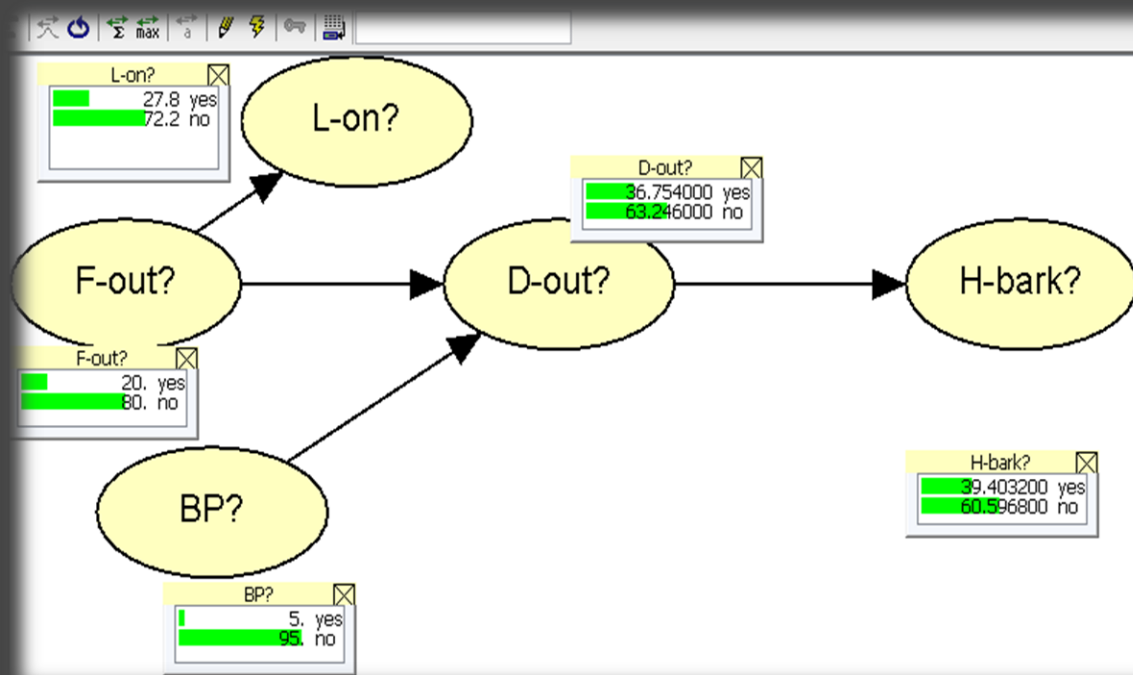 Σ max a
L-on?
27.8 yes
72.2 no
L-on?
D-out?
36.754000 yes
63.246000 no
F-out?
D-out?
H-bark?
F-out?
20. yes
80. no
H-bark?
39.403200 yes
60.596800 no
BP?
BP?
5. yes
95. no